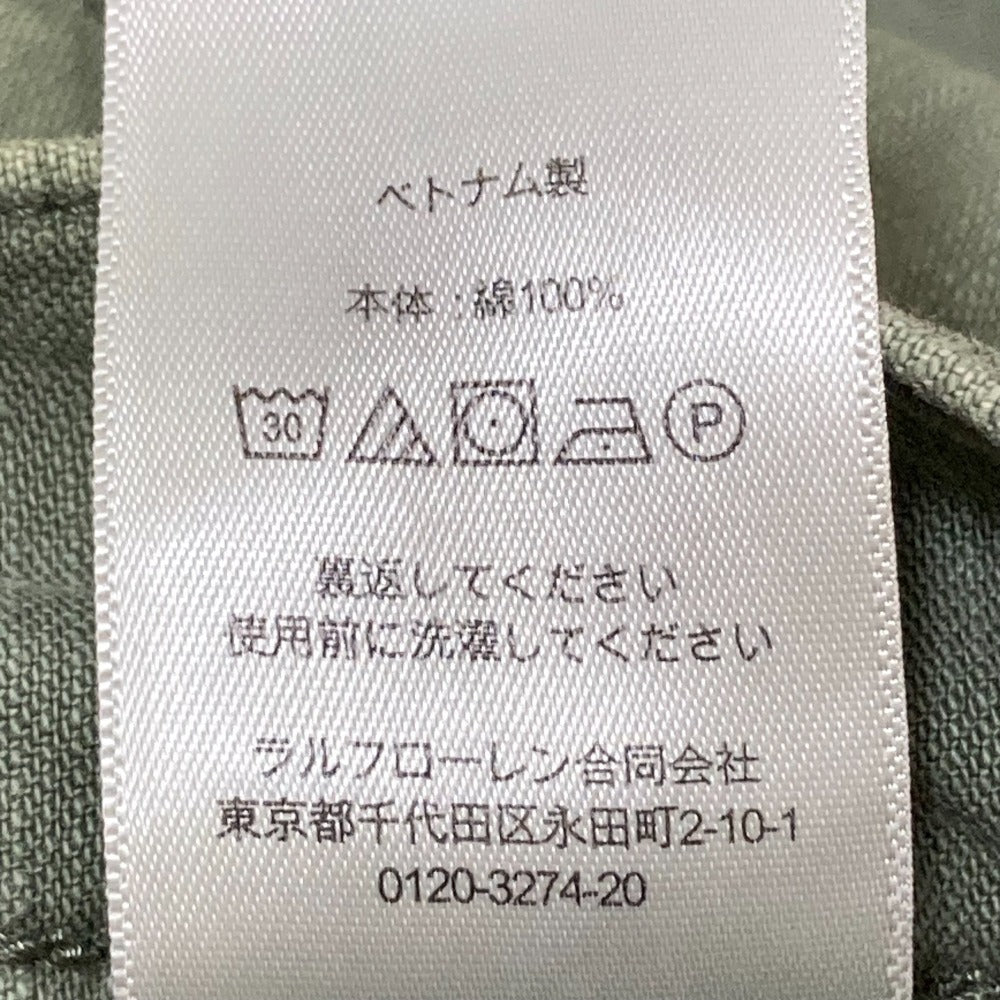 ベトナム製
本体：綿100%
30 P
裏返してください
使用前に洗濯してください
ラルフローレン合同会社
東京都千代田区永田町2-10-1
0120-3274-20